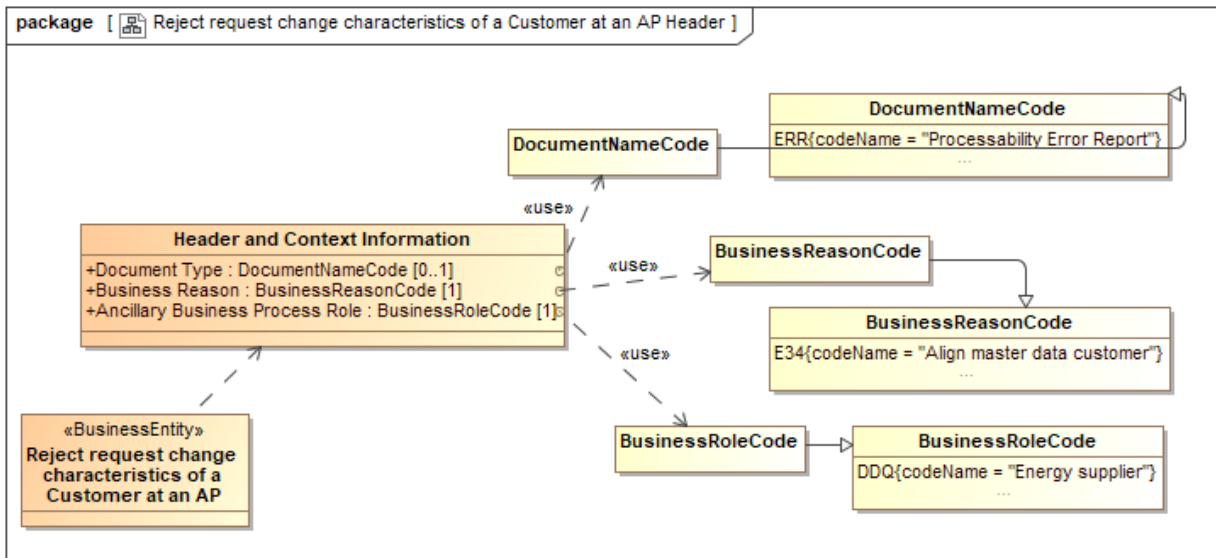 package [ Reject request change characteristics of a Customer at an AP Header ]
DocumentNameCode
ERR{codeName = "Processability Error Report"}
...
DocumentNameCode
«use»
Header and Context Information
+Document Type : DocumentNameCode [0..1]
+Business Reason : BusinessReasonCode [1]
+Ancillary Business Process Role : BusinessRoleCode [1]
«use»
BusinessReasonCode
BusinessReasonCode
E34{codeName = "Align master data customer"}
...
«use»
«BusinessEntity»
Reject request change
characteristics of a
Customer at an AP
BusinessRoleCode
BusinessRoleCode
DDQ{codeName = "Energy supplier"}
...